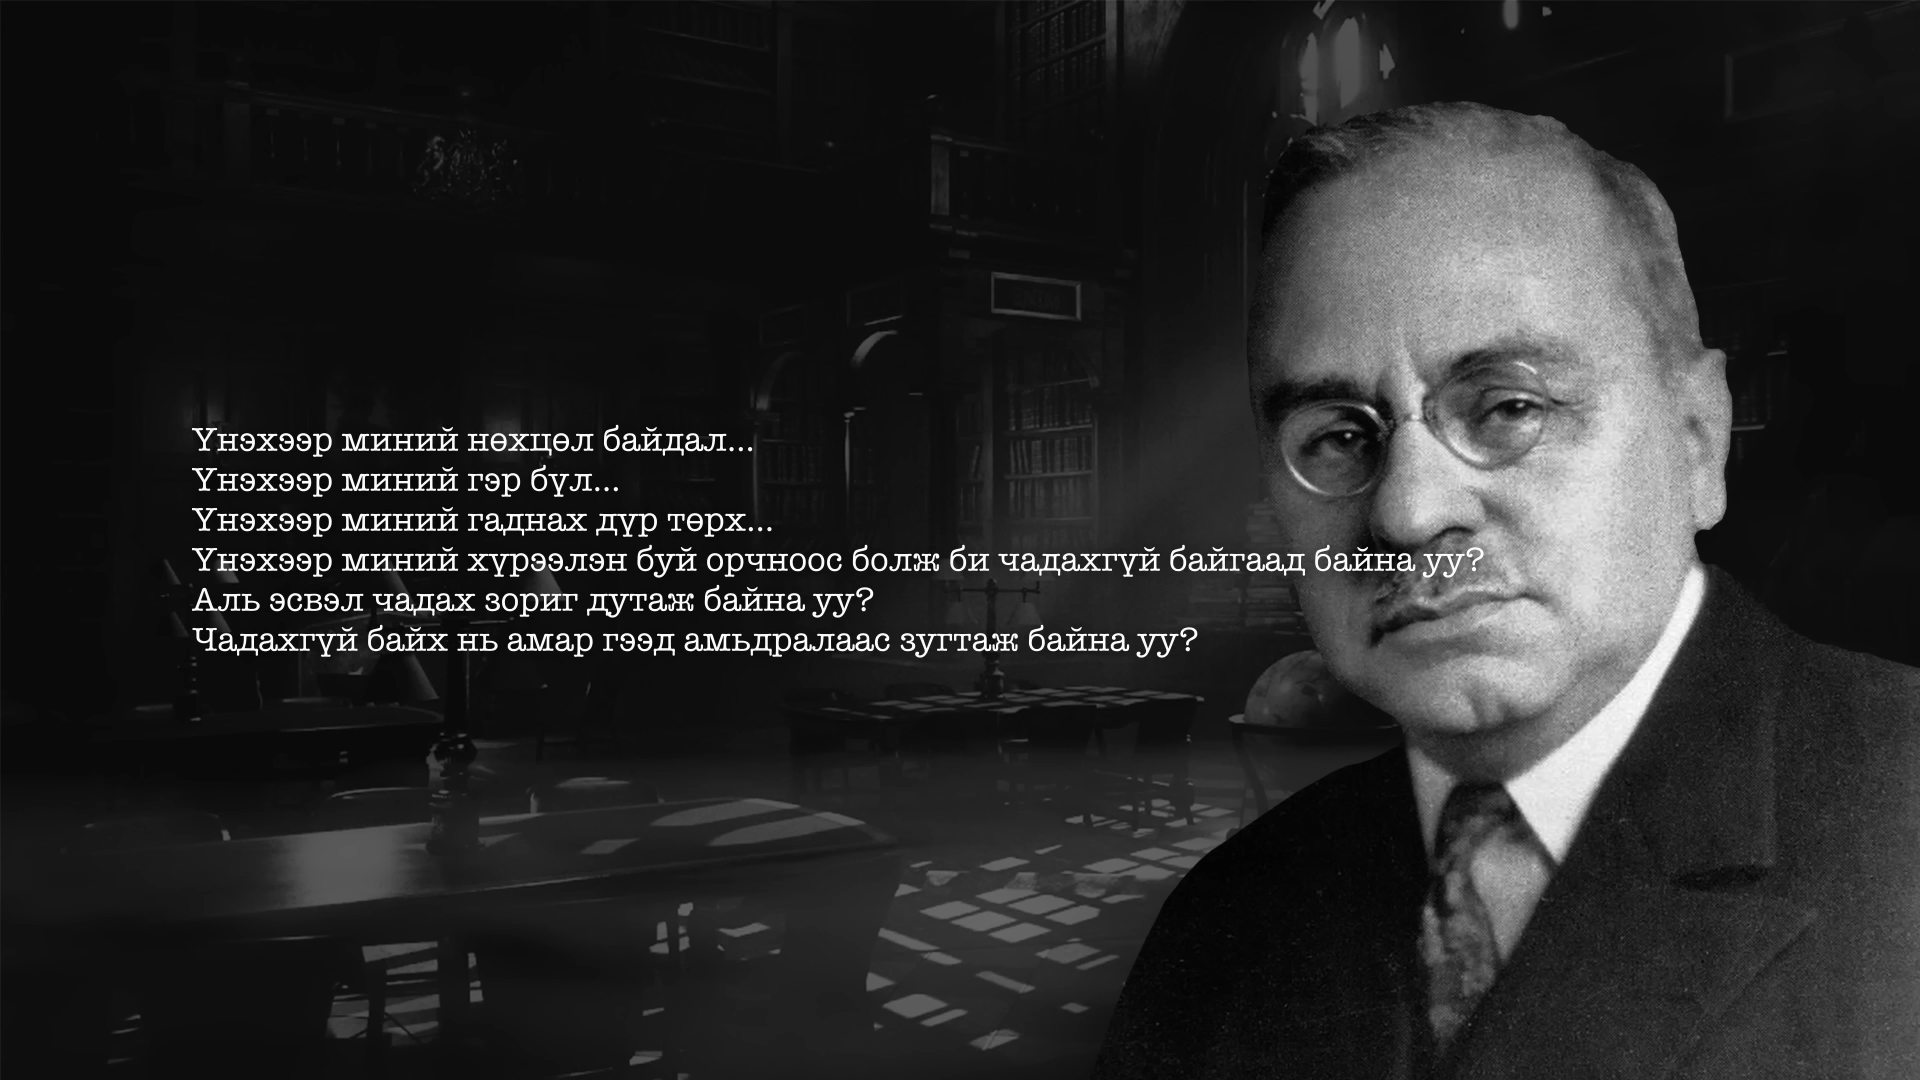 Үнэхээр миний нөхцөл байдал...
Үнэхээр миний гэр бүл...
Үнэхээр миний гаднах дүр төрх...
Үнэхээр миний хүрээлэн буй орчноос болж би чадахгүй байгаад байна уу?
Аль эсвэл чадах зориг дутаж байна уу?
Чадахгүй байх нь амар гээд амьдралаас зугтаж байна уу?